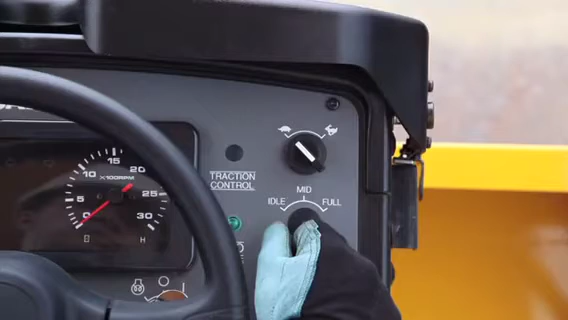 15
10
20
X100RPM
5
25
0
30
E
H
TRACTION
CONTROL
MID
IDLE
FULL